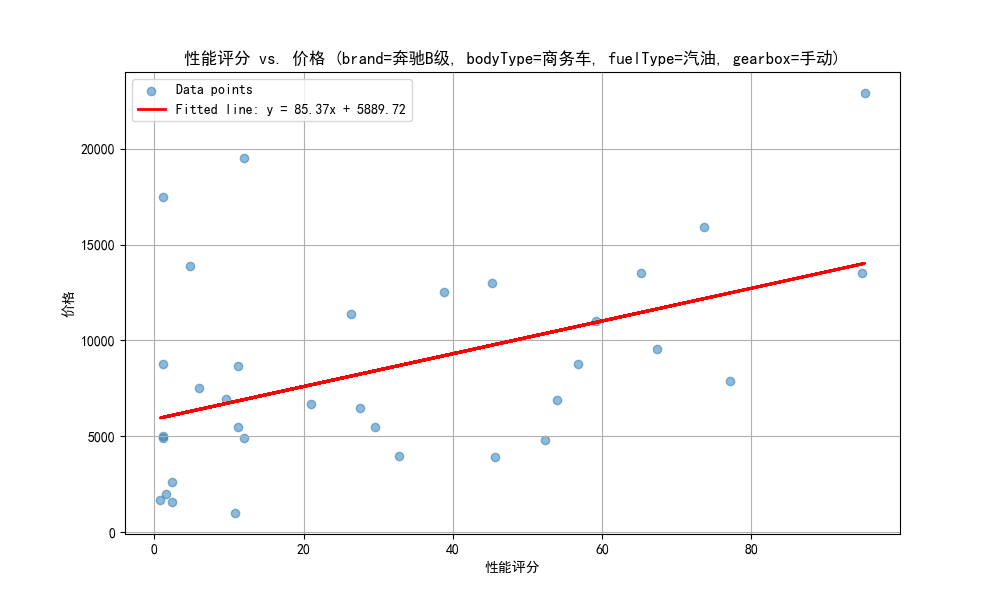 性能评分 vs. 价格 (brand=奔驰B级, bodyType=商务车, fuelType=汽油, gearbox=手动)
Data points
Fitted line: y = 85.37x + 5889.72
价格
20000
15000
10000
5000
0
0 20 40 60 80
性能评分